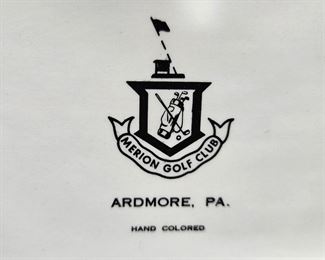 MERION GOLF CLUB
ARDMORE, PA.
HAND COLORED